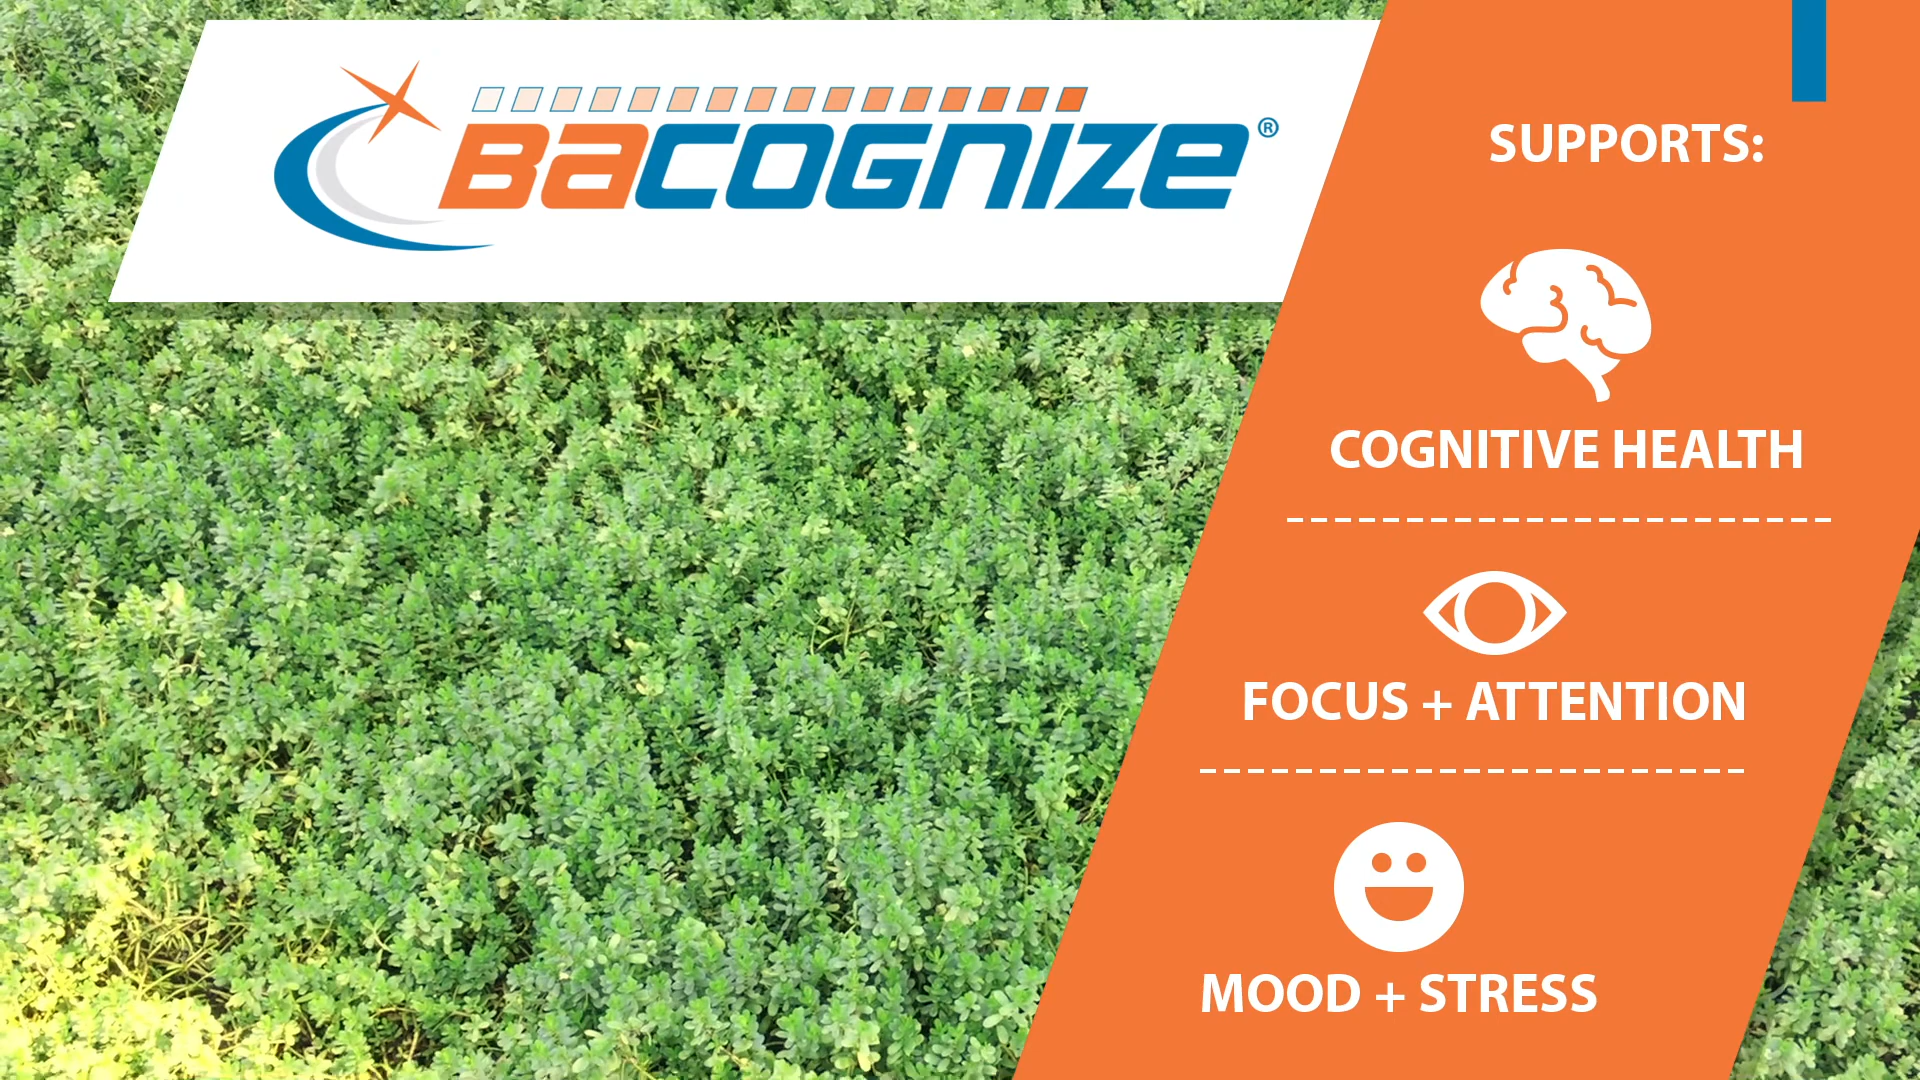 BACOGNIZE®
SUPPORTS:
COGNITIVE HEALTH
FOCUS + ATTENTION
MOOD + STRESS